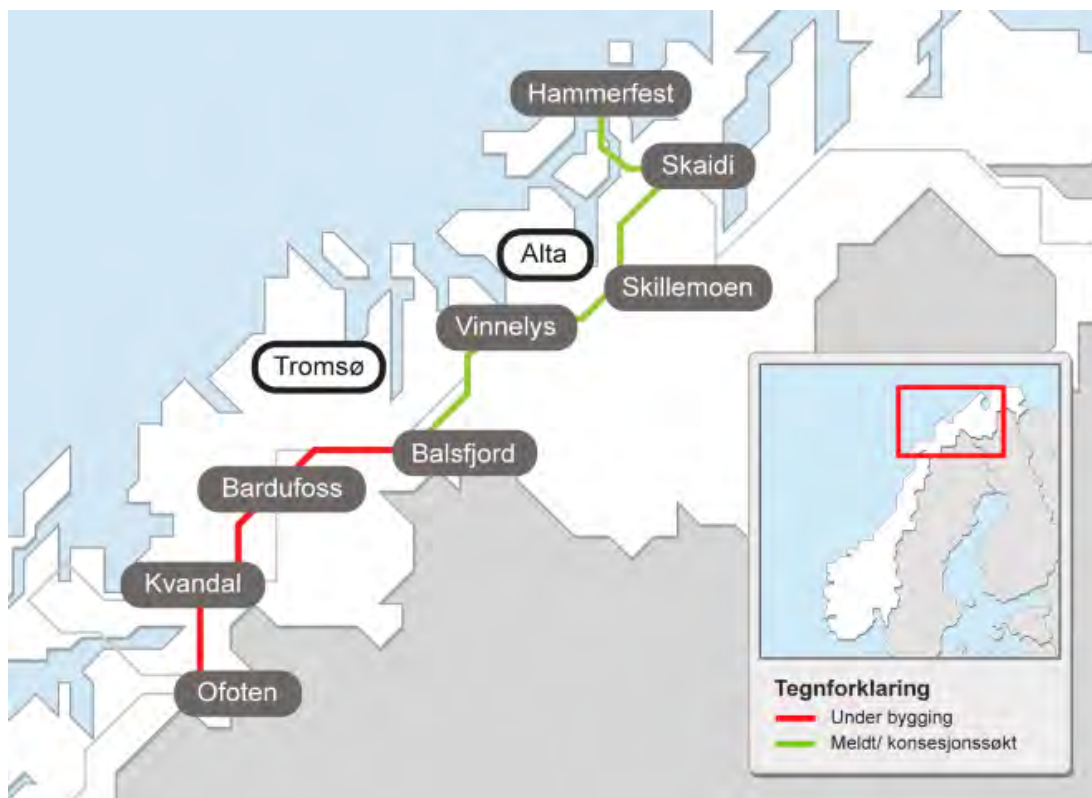 Hammerfest
Skaidi
Alta
Skillemoen
Vinnelys
Tromsø
Balsfjord
Bardufoss
Kvandal
Ofoten
Tegnforklaring
Under bygging
Meldt/ konsesjonssøkt